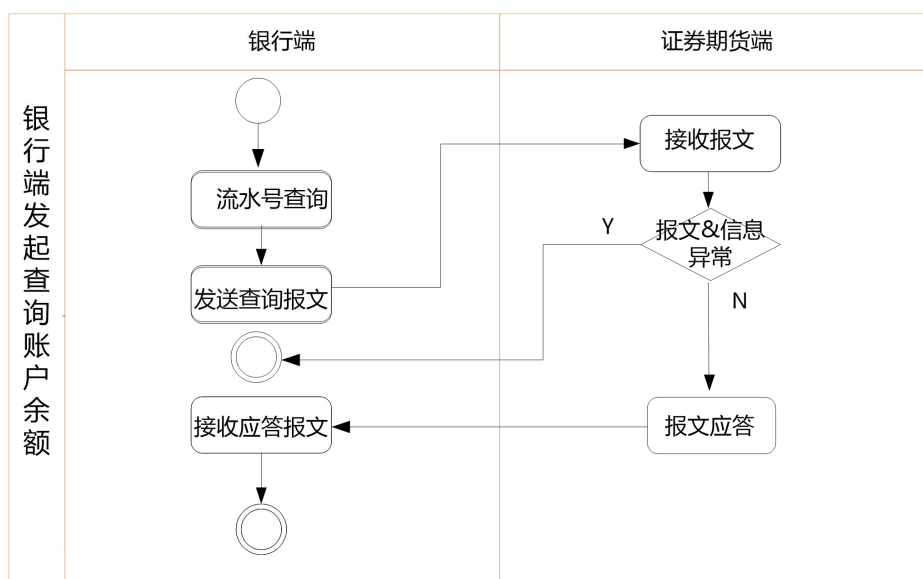 银行端
证券期货端
银行端发起查询账户余额
流水号查询
发送查询报文
接收报文
报文&信息
异常
Y
N
接收应答报文
报文应答